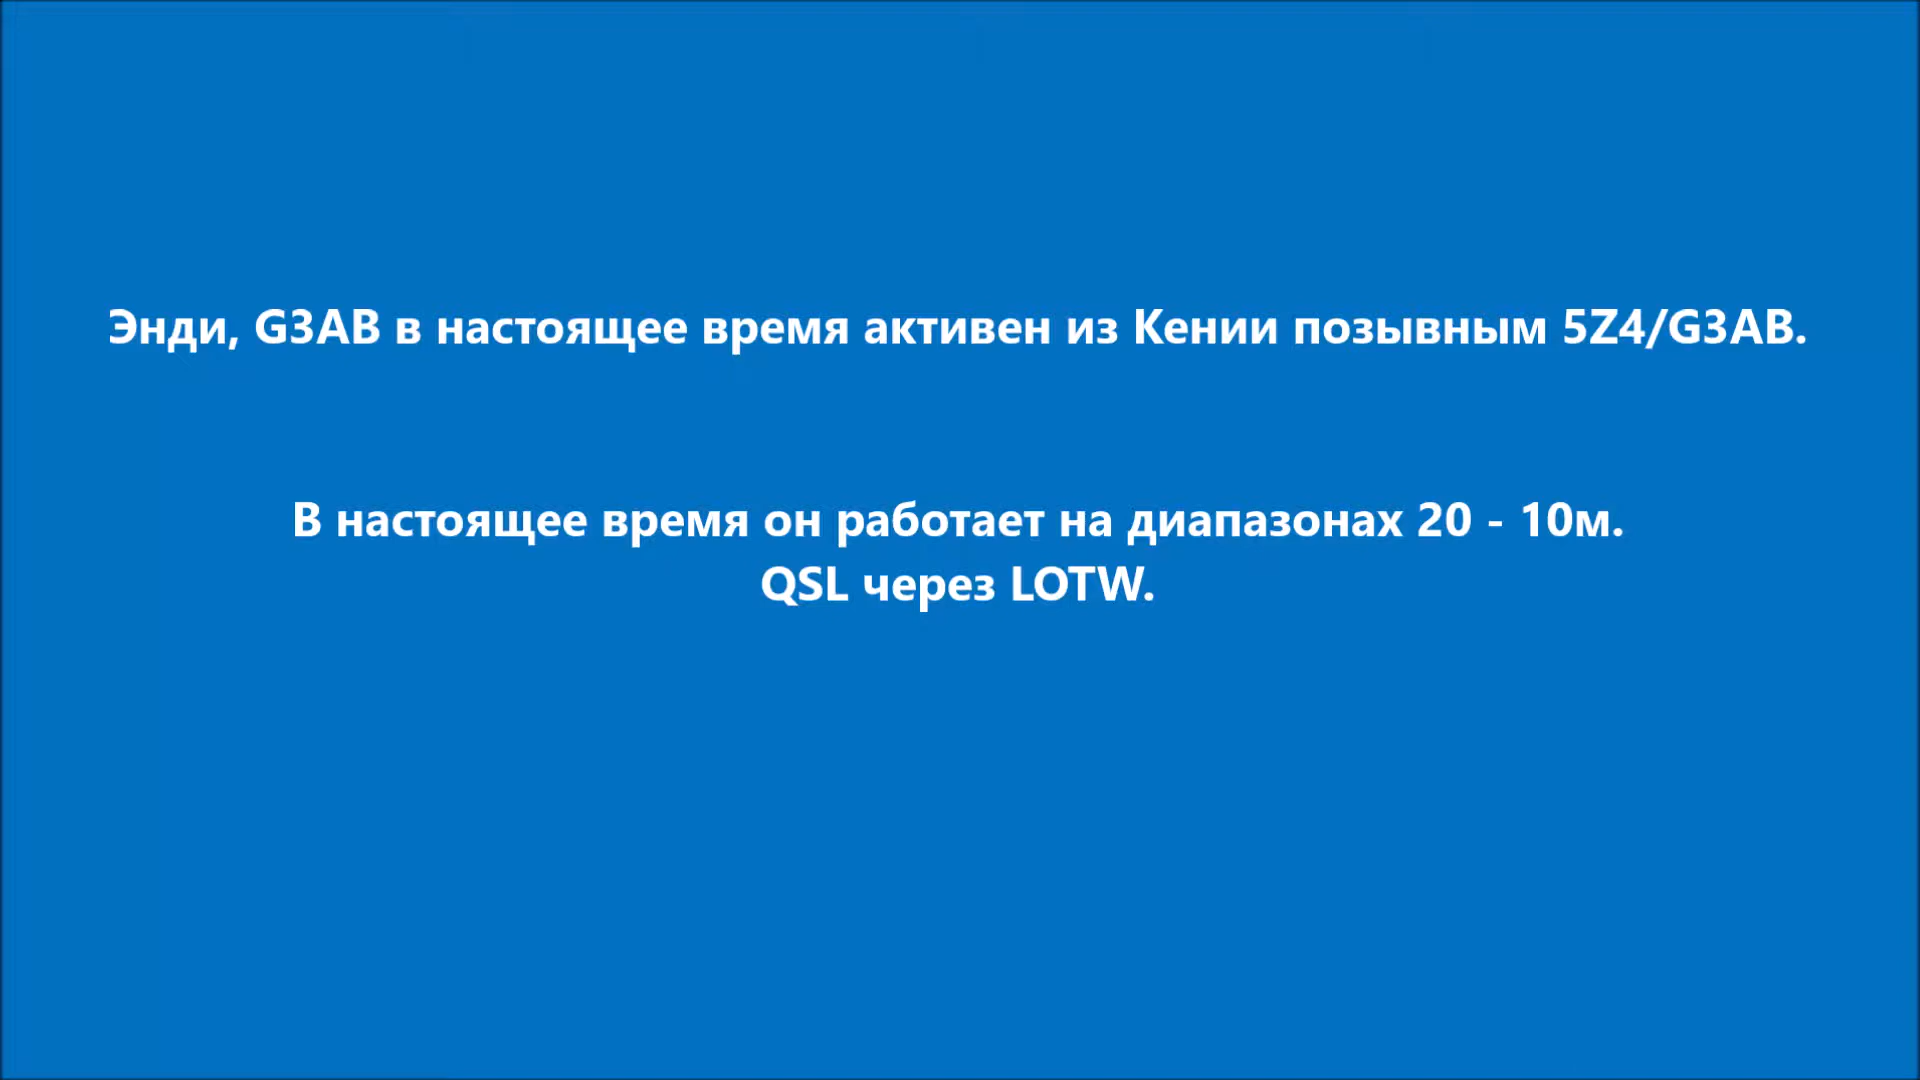 Энди, G3AB в настоящее время активен из Кении позывным 5Z4/G3AB.
В настоящее время он работает на диапазонах 20 - 10м.
QSL через LOTW.